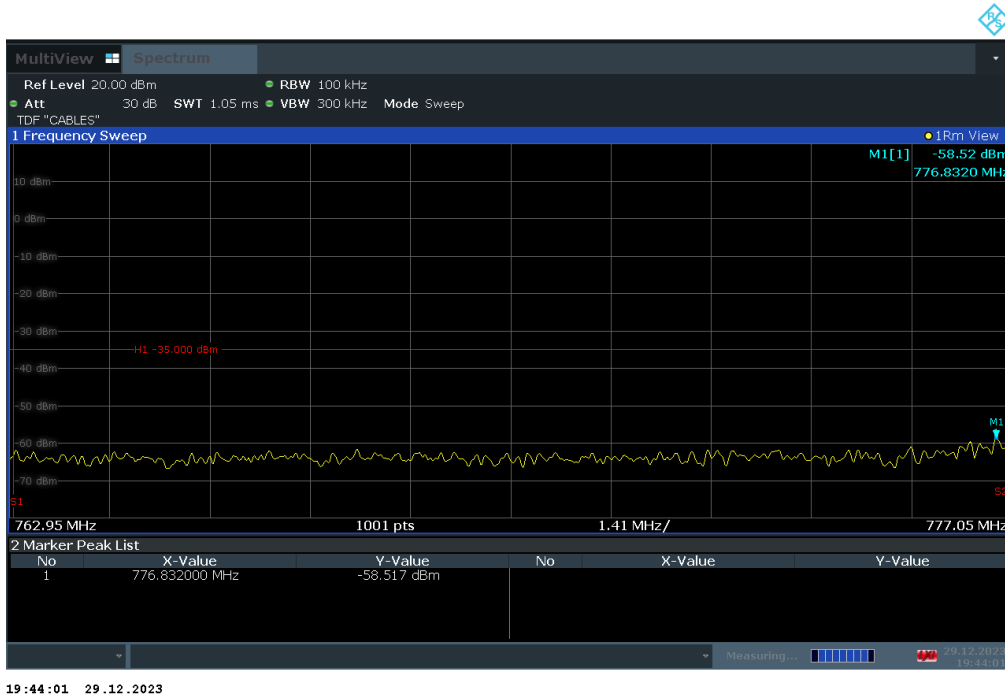 R&S
MultiView Spectrum
Ref Level 20.00 dBm RBW 100 kHz
Att 30 dB SWT 1.05 ms VBW 300 kHz Mode Sweep
TDF "CABLES"
1 Frequency Sweep 1Rm View
M1[1] -58.52 dBm
776.8320 MHz
10 dBm
0 dBm
-10 dBm
-20 dBm
-30 dBm
H1 -35.000 dBm
-40 dBm
-50 dBm
M1
-60 dBm
-70 dBm
S1 S2
762.95 MHz 1001 pts 1.41 MHz/ 777.05 MHz
2 Marker Peak List
No X-Value Y-Value No X-Value Y-Value
1 776.832000 MHz -58.517 dBm
Measuring... 29.12.2023
19:44:01
19:44:01 29.12.2023